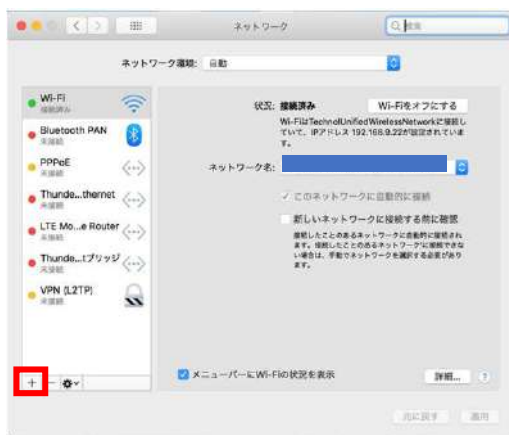 ネットワーク
検索
ネットワーク環境: 自動
Wi-Fi
接続済み
Bluetooth PAN
未接続
PPPoE
未接続
Thunde...thernet
未接続
LTE Mo...e Router
未接続
Thunde...tブリッジ
未接続
VPN (L2TP)
未接続
+ -
状況: 接続済み
Wi-Fiをオフにする
Wi-FiはTechnolUnifiedWirelessNetworkに接続し
ていて、IPアドレス 192.168.9.22が設定されていま
す。
ネットワーク名:
このネットワークに自動的に接続
新しいネットワークに接続する前に確認
接続したことのあるネットワークに自動的に接続され
ます。接続したことのあるネットワークに接続できな
い場合は、手動でネットワークを選択する必要があり
ます。
メニューバーにWi-Fiの状況を表示
詳細... ?
元に戻す 適用